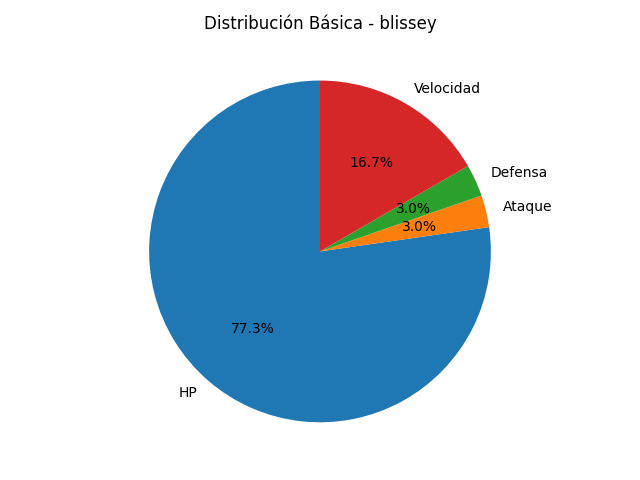 Distribución Básica - blissey
Velocidad
16.7%
Defensa
3.0%
Ataque
3.0%
77.3%
HP